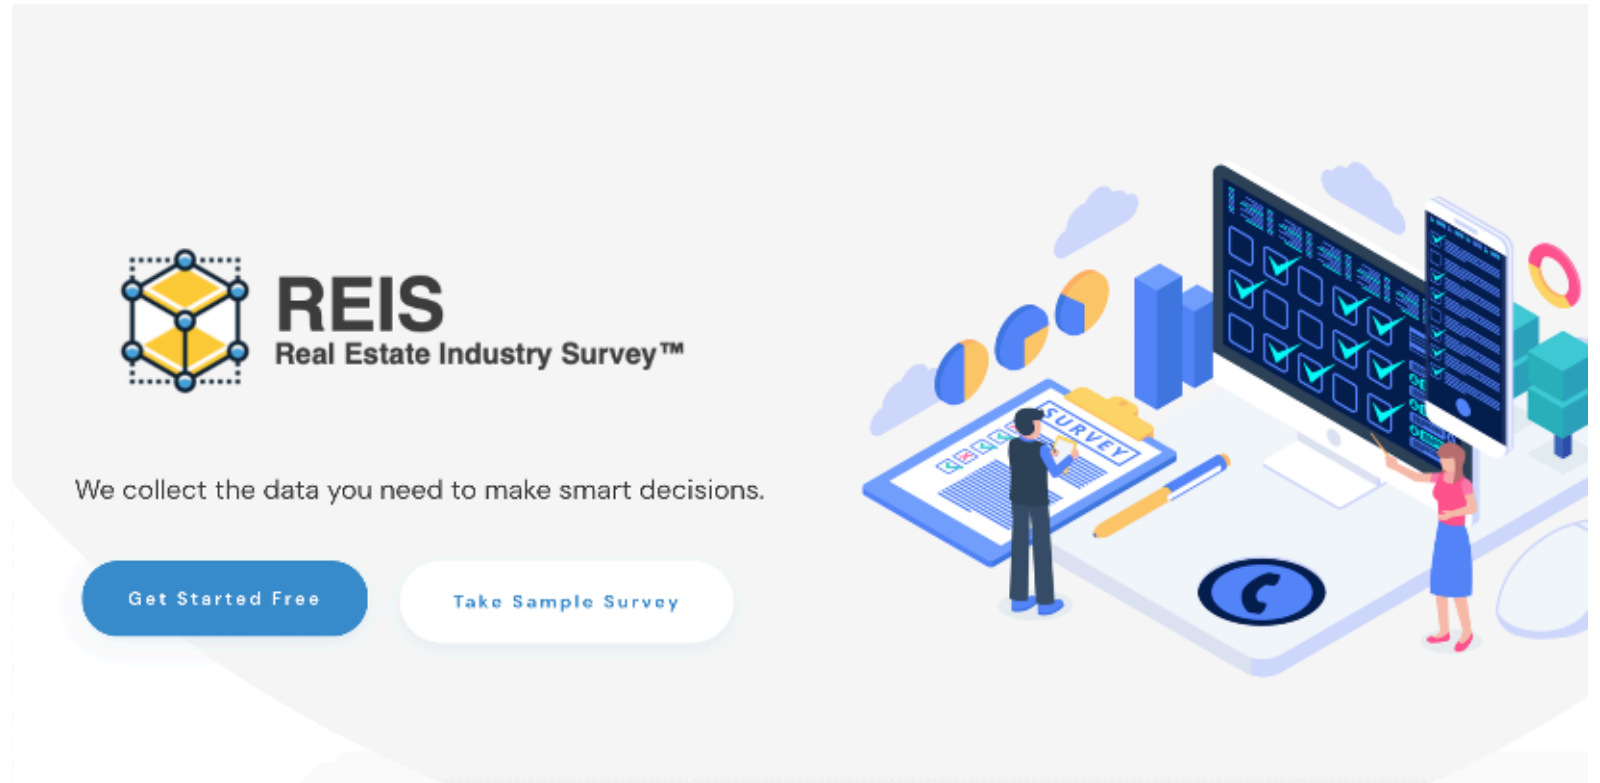 REIS
Real Estate Industry Survey™
We collect the data you need to make smart decisions.
Get Started Free
Take Sample Survey
SURVEY